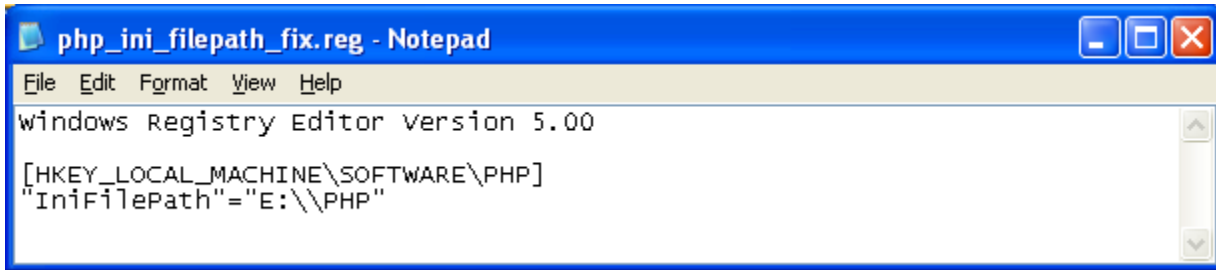 php_ini_filepath_fix.reg - Notepad
File Edit Format View Help
Windows Registry Editor Version 5.00
[HKEY_LOCAL_MACHINE\SOFTWARE\PHP]
"IniFilePath"="E:\\PHP"